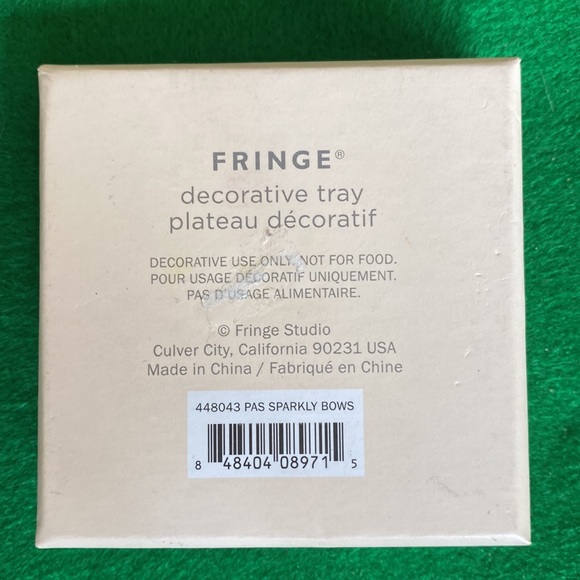 FRINGE®
decorative tray
plateau décoratif
DECORATIVE USE ONLY. NOT FOR FOOD.
POUR USAGE DÉCORATIF UNIQUEMENT.
PAS D'USAGE ALIMENTAIRE.
© Fringe Studio
Culver City, California 90231 USA
Made in China / Fabriqué en Chine
448043 PAS SPARKLY BOWS
8 48404 08971 5